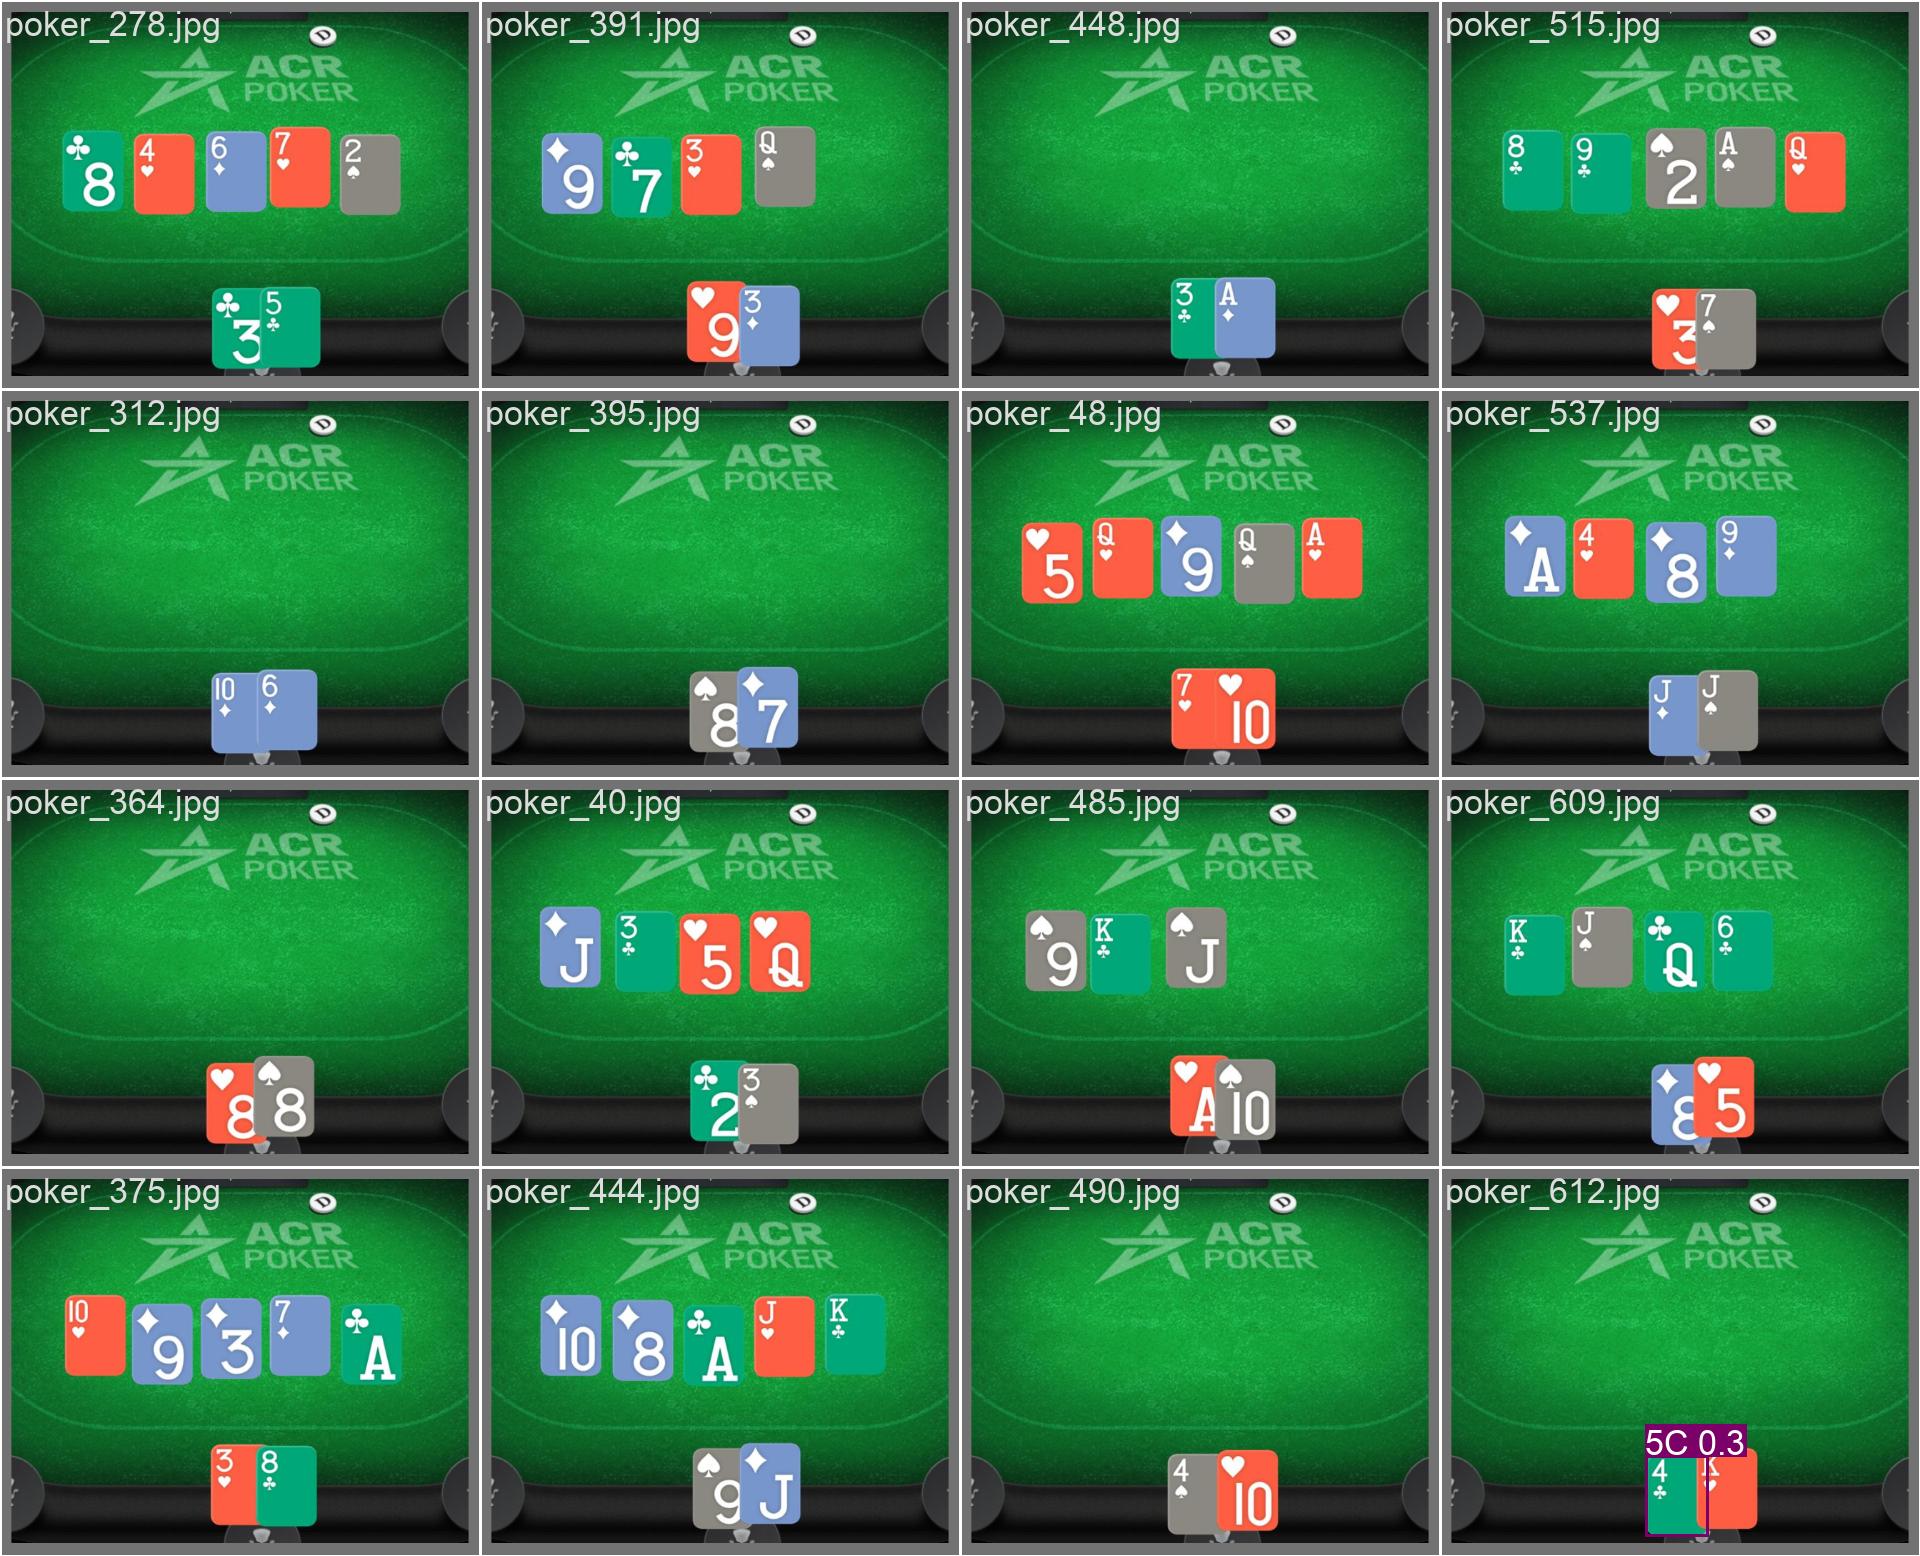 poker_278.jpg
D
ACR
POKER
8 4 6 7 2
3 5
poker_391.jpg
D
ACR
POKER
9 7 3 Q
9 3
poker_448.jpg
D
ACR
POKER
3 A
poker_515.jpg
D
ACR
POKER
8 9 2 A Q
3 7
poker_312.jpg
D
ACR
POKER
10 6
poker_395.jpg
D
ACR
POKER
8 7
poker_48.jpg
D
ACR
POKER
5 Q 9 Q A
7 10
poker_537.jpg
D
ACR
POKER
A 4 8 9
J J
poker_364.jpg
D
ACR
POKER
8 8
poker_40.jpg
D
ACR
POKER
J 3 5 Q
2 3
poker_485.jpg
D
ACR
POKER
9 K J
A 10
poker_609.jpg
D
ACR
POKER
K J Q 6
8 5
poker_375.jpg
D
ACR
POKER
10 9 3 7 A
3 8
poker_444.jpg
D
ACR
POKER
10 8 A J K
9 J
poker_490.jpg
D
ACR
POKER
4 10
poker_612.jpg
D
ACR
POKER
5C 0.3
4 K